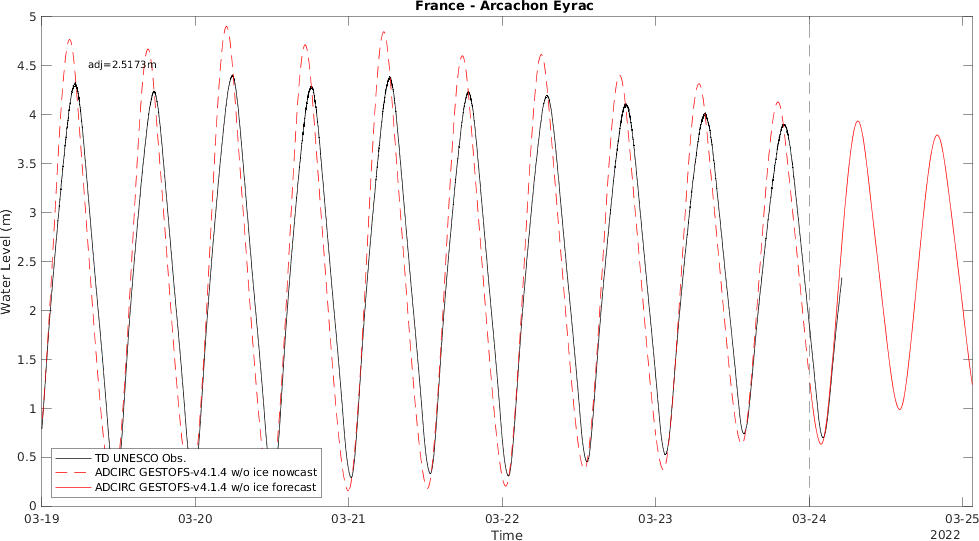 France - Arcachon Eyrac
5
4.5
4
3.5
3
2.5
2
1.5
1
0.5
0
Water Level (m)
adj=2.5173m
TD UNESCO Obs.
ADCIRC GESTOFS-v4.1.4 w/o ice nowcast
ADCIRC GESTOFS-v4.1.4 w/o ice forecast
03-19 03-20 03-21 03-22 03-23 03-24 03-25
Time
2022